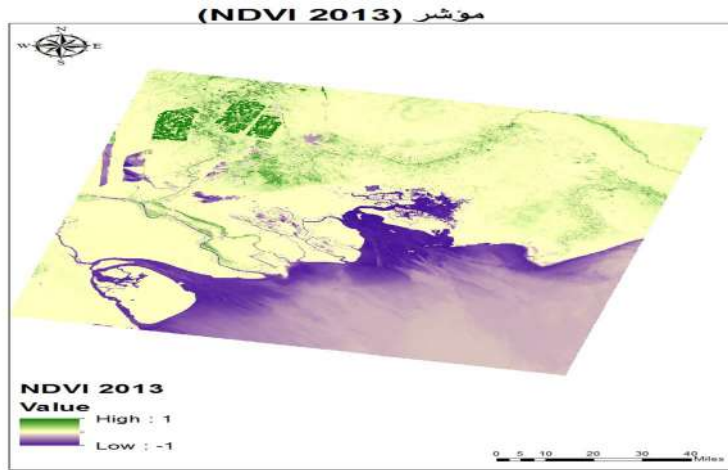 مؤشر (NDVI 2013)
N
W E
S
NDVI 2013
Value
High : 1
Low : -1
0 5 10 20 30 40
Miles